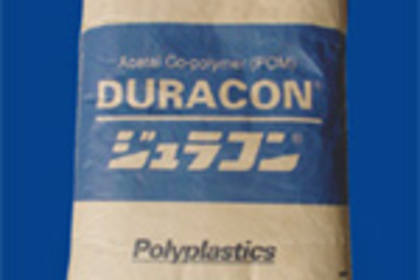 Acetal Co-polymer (POM)
DURACON®
ジュラコン®
Polyplastics